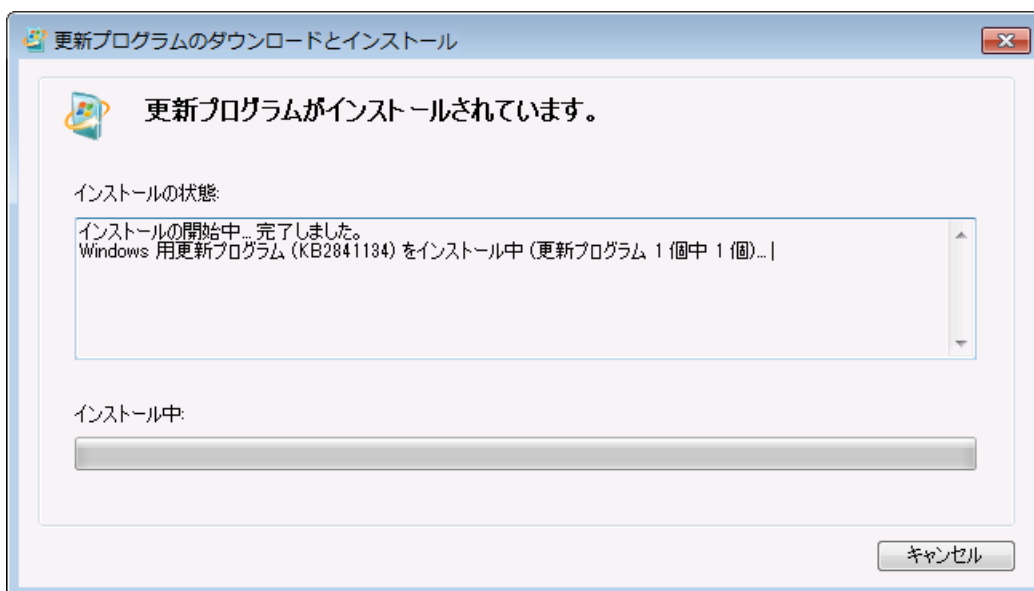 更新プログラムのダウンロードとインストール
更新プログラムがインストールされています。
インストールの状態:
インストールの開始中... 完了しました。
Windows 用更新プログラム (KB2841134) をインストール中 (更新プログラム 1 個中 1 個)...
インストール中:
キャンセル